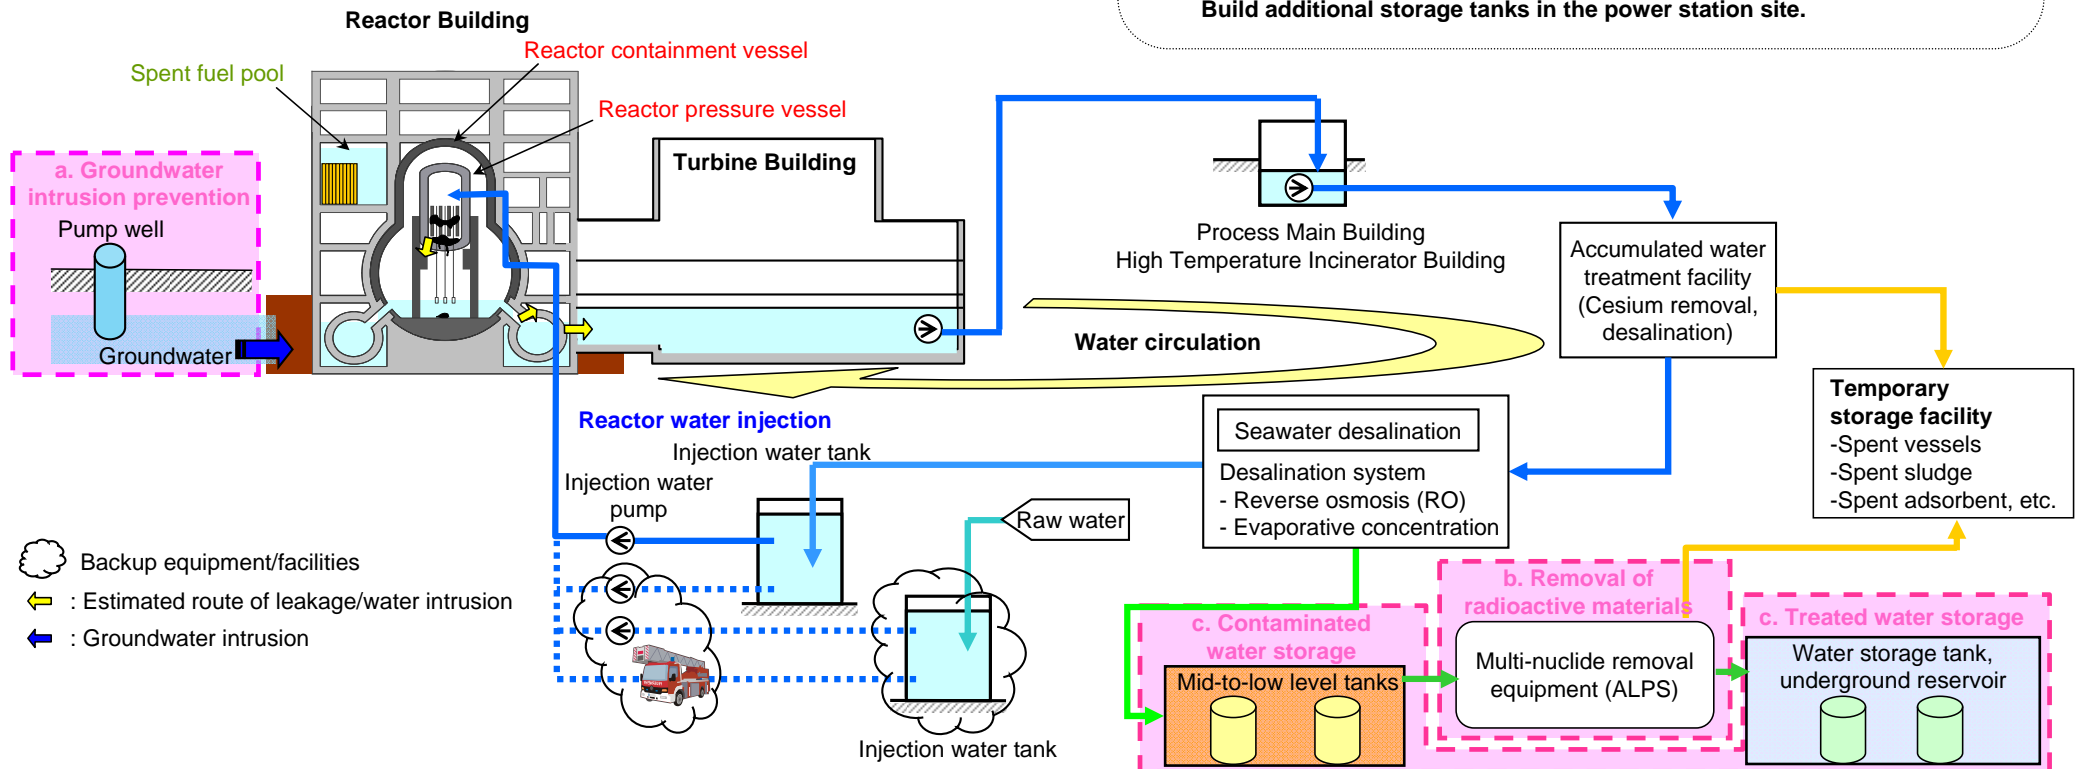 Build additional storage tanks in the power station site.
Reactor Building
Reactor containment vessel
Spent fuel pool
Reactor pressure vessel
a. Groundwater
intrusion prevention
Pump well
Groundwater
Turbine Building
Process Main Building
High Temperature Incinerator Building
Accumulated water
treatment facility
(Cesium removal,
desalination)
Water circulation
Temporary
storage facility
-Spent vessels
-Spent sludge
-Spent adsorbent, etc.
Reactor water injection
Injection water tank
Injection water
pump
Seawater desalination
Desalination system
- Reverse osmosis (RO)
- Evaporative concentration
Raw water
Backup equipment/facilities
: Estimated route of leakage/water intrusion
: Groundwater intrusion
Injection water tank
c. Contaminated
water storage
Mid-to-low level tanks
b. Removal of
radioactive materials
Multi-nuclide removal
equipment (ALPS)
c. Treated water storage
Water storage tank,
underground reservoir